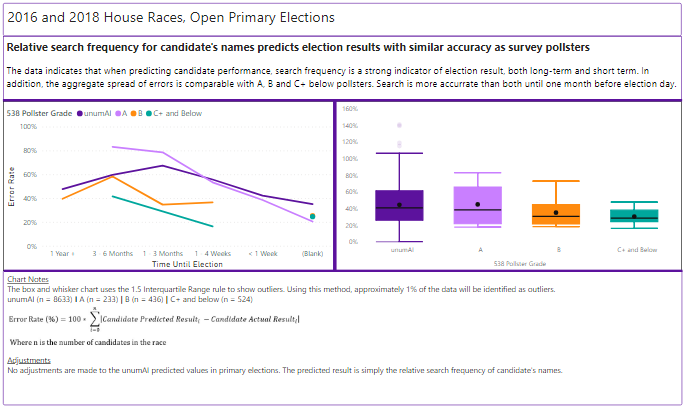 2016 and 2018 House Races, Open Primary Elections
Relative search frequency for candidate's names predicts election results with similar accuracy as survey pollsters
The data indicates that when predicting candidate performance, search frequency is a strong indicator of election result, both long-term and short term. In
addition, the aggregate spread of errors is comparable with A, B and C+ below pollsters. Search is more accurrate than both until one month before election day.
538 Pollster Grade unumAI A B C+ and Below
100%
80%
60%
40%
20%
0%
Error Rate
1 Year + 3 - 6 Months 1 - 3 Months 1 - 4 Weeks < 1 Week (Blank)
Time Until Election
160%
140%
120%
100%
80%
60%
40%
20%
0%
unumAI A B C+ and Below
538 Pollster Grade
Chart Notes
The box and whisker chart uses the 1.5 Interquartile Range rule to show outliers. Using this method, approximately 1% of the data will be identified as outliers.
unumAI (n = 8633) | A (n = 233) | B (n = 436) | C+ and below (n = 524)
Error Rate (%) = 100 * ∑ⁿᵢ₌₀ |Candidate Predicted Resultᵢ − Candidate Actual Resultᵢ|
Where n is the number of candidates in the race
Adjustments
No adjustments are made to the unumAI predicted values in primary elections. The predicted result is simply the relative search frequency of candidate's names.